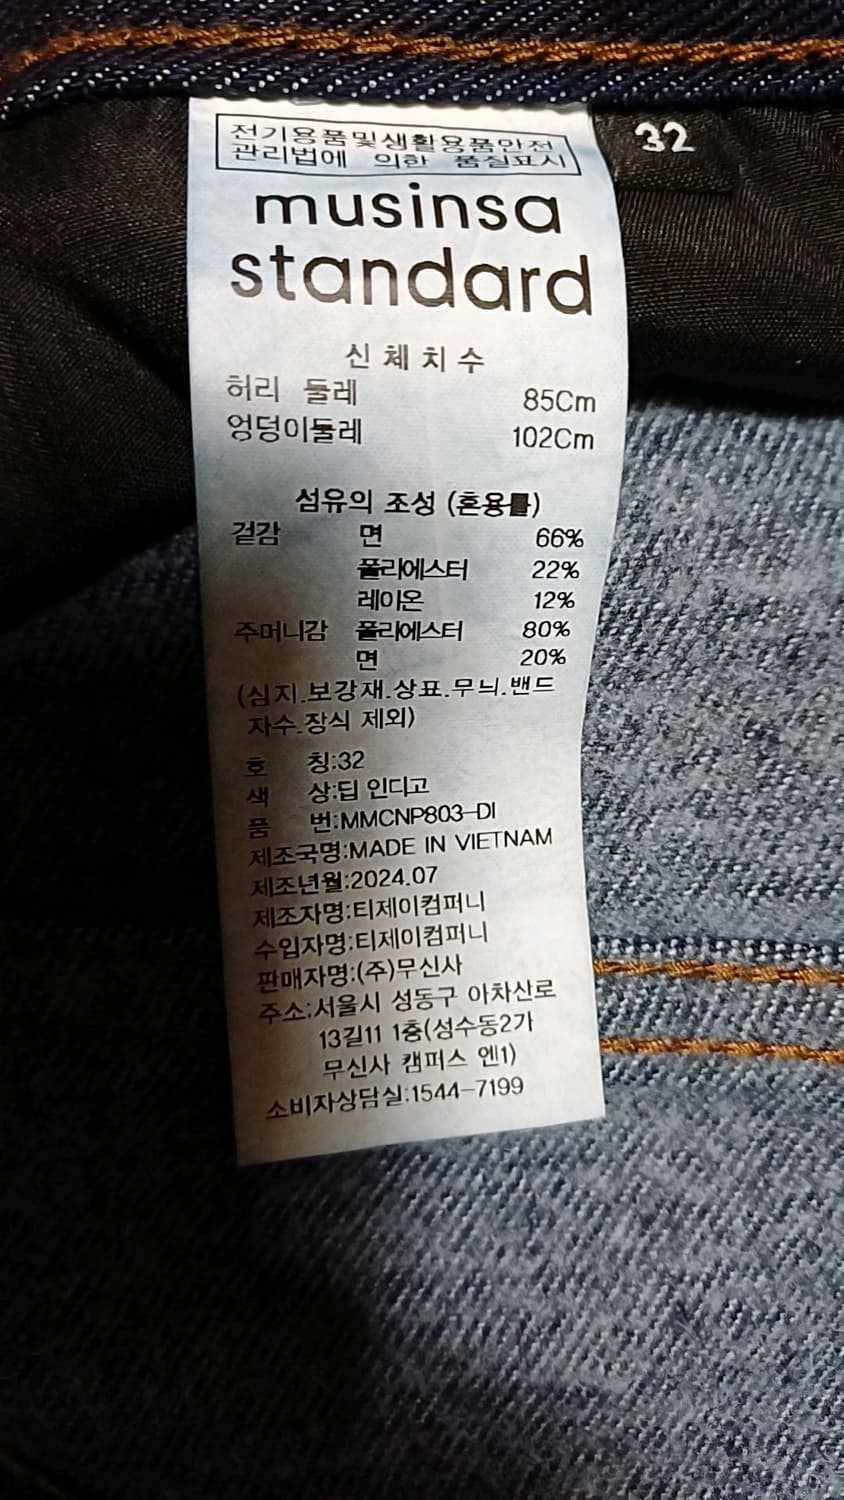 전기용품및생활용품안전
관리법에 의한 품질표시
32
musinsa
standard
신체치수
허리 둘레 85Cm
엉덩이둘레 102Cm
섬유의 조성 (혼용률)
겉감 면 66%
폴리에스터 22%
레이온 12%
주머니감 폴리에스터 80%
면 20%
(심지.보강재.상표.무늬.밴드
자수.장식 제외)
호 칭:32
색 상:딥 인디고
품 번:MMCNP803-DI
제조국명:MADE IN VIETNAM
제조년월:2024.07
제조자명:티제이컴퍼니
수입자명:티제이컴퍼니
판매자명:(주)무신사
주소:서울시 성동구 아차산로
13길11 1층(성수동2가
무신사 캠퍼스 엔1)
소비자상담실:1544-7199